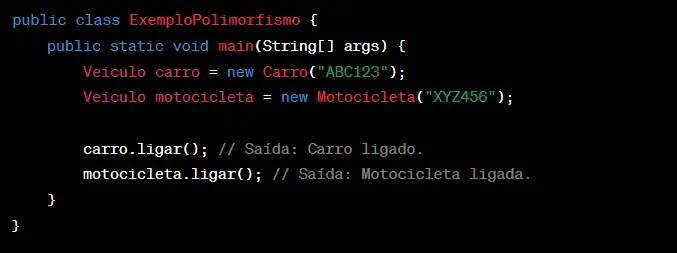 public class ExemploPolimorfismo {
    public static void main(String[] args) {
        Veiculo carro = new Carro("ABC123");
        Veiculo motocicleta = new Motocicleta("XYZ456");

        carro.ligar(); // Saída: Carro ligado.
        motocicleta.ligar(); // Saída: Motocicleta ligada.
    }
}